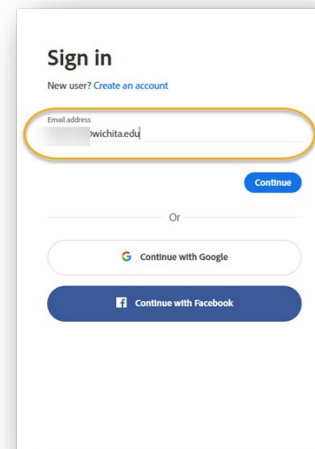 Sign in
New user? Create an account
Email address
wichita.edu
Continue
Or
Continue with Google
Continue with Facebook